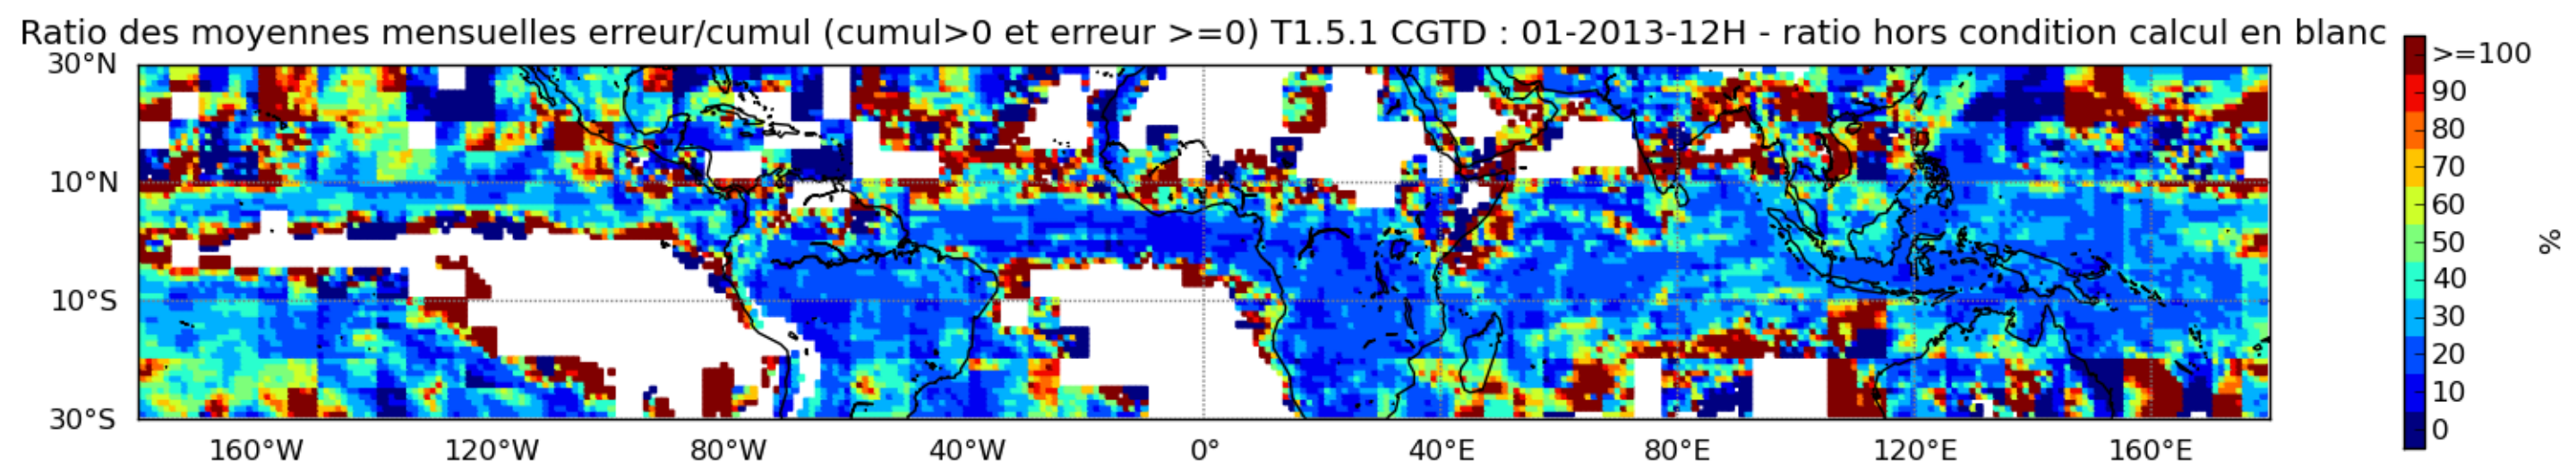 Ratio des moyennes mensuelles erreur/cumul (cumul>0 et erreur >=0) T1.5.1 CGTD : 01-2013-12H - ratio hors condition calcul en blanc
30°N
10°N
10°S
30°S
160°W 120°W 80°W 40°W 0° 40°E 80°E 120°E 160°E
>=100
90
80
70
60
50
40
30
20
10
0
%